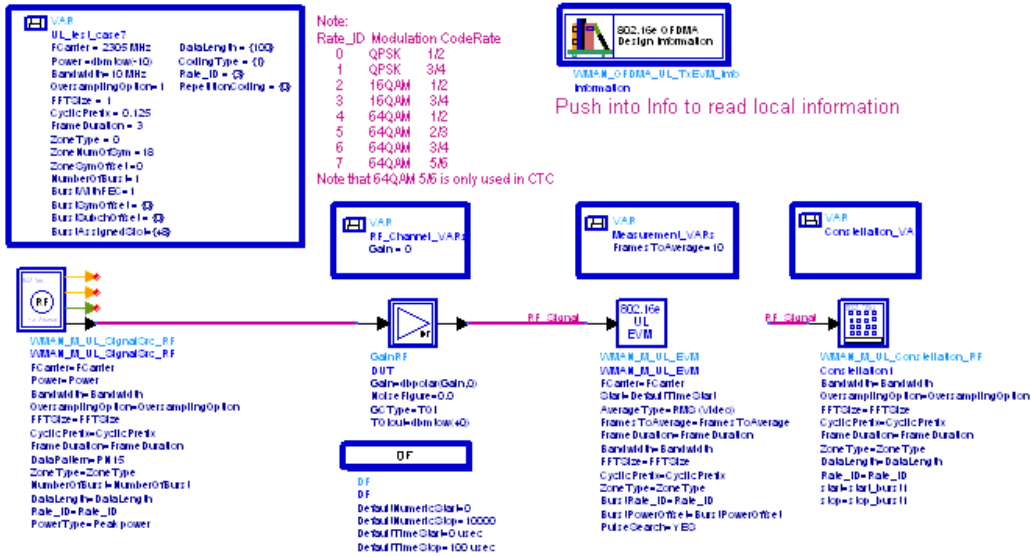 VAR
UL_test_case7
FCarrier = 2305 MHz
Power =dbmtow(-10)
Bandwidth= 10 MHz
OversamplingOption= 1
FFTSize = 1
CyclicPrefix = 0.125
FrameDuration = 3
ZoneType = 0
ZoneNumOfSym = 18
ZoneSymOffset =0
NumberOfBurst= 1
BurstWithFEC= 1
BurstSymOffset =
BurstSubchOffset =
BurstAssignedSlot=
DataLength = {100}
CodingType =
Rate_ID =
RepetitionCoding =
Note:
Rate_ID Modulation CodeRate
0 QPSK 1/2
1 QPSK 3/4
2 16QAM 1/2
3 16QAM 3/4
4 64QAM 1/2
5 64QAM 2/3
6 64QAM 3/4
7 64QAM 5/6
Note that 64QAM 5/6 is only used in CTC
802.16e OFDMA
Design Information
WMAN_OFDMA_UL_TxEVM_Info
Information
Push into Info to read local information
VAR
RF_Channel_VARs
Gain = 0
VAR
Measurement_VARs
FramesToAverage= 10
VAR
Constellation_VA
RF
WMAN_M_UL_SignalSrc_RF
WMAN_M_UL_SignalSrc_RF
FCarrier=FCarrier
Power=Power
Bandwidth=Bandwidth
OversamplingOption=OversamplingOption
FFTSize=FFTSize
CyclicPrefix=CyclicPrefix
FrameDuration=FrameDuration
DataPattern=PN15
ZoneType=ZoneType
NumberOfBurst=NumberOfBurst
DataLength=DataLength
Rate_ID=Rate_ID
PowerType=Peak power
GainRF
DUT
Gain=dbpolar(Gain,0)
NoiseFigure=0.0
GCType=TOI
TOIout=dbmtow(40)
DF
DF
DF
DefaultNumericStart=0
DefaultNumericStop= 10000
DefaultTimeStart=0 usec
DefaultTimeStop= 100 usec
RF_Signal
802.16e
UL
EVM
WMAN_M_UL_EVM
WMAN_M_UL_EVM
FCarrier=FCarrier
Start= DefaultTimeStart
AverageType= RMS (Video)
FramesToAverage= FramesToAverage
FrameDuration= FrameDuration
Bandwidth= Bandwidth
FFTSize= FFTSize
CyclicPrefix= CyclicPrefix
ZoneType= ZoneType
BurstRate_ID= Rate_ID
BurstPowerOffset= BurstPowerOffset
PulseSearch= YES
RF_Signal
WMAN_M_UL_Constellation_RF
Constellation1
Bandwidth= Bandwidth
OversamplingOption=OversamplingOption
FFTSize= FFTSize
CyclicPrefix=CyclicPrefix
FrameDuration= FrameDuration
DataLength= DataLength
ZoneType= ZoneType
Rate_ID= Rate_ID
start=start_burst1
stop=stop_burst1